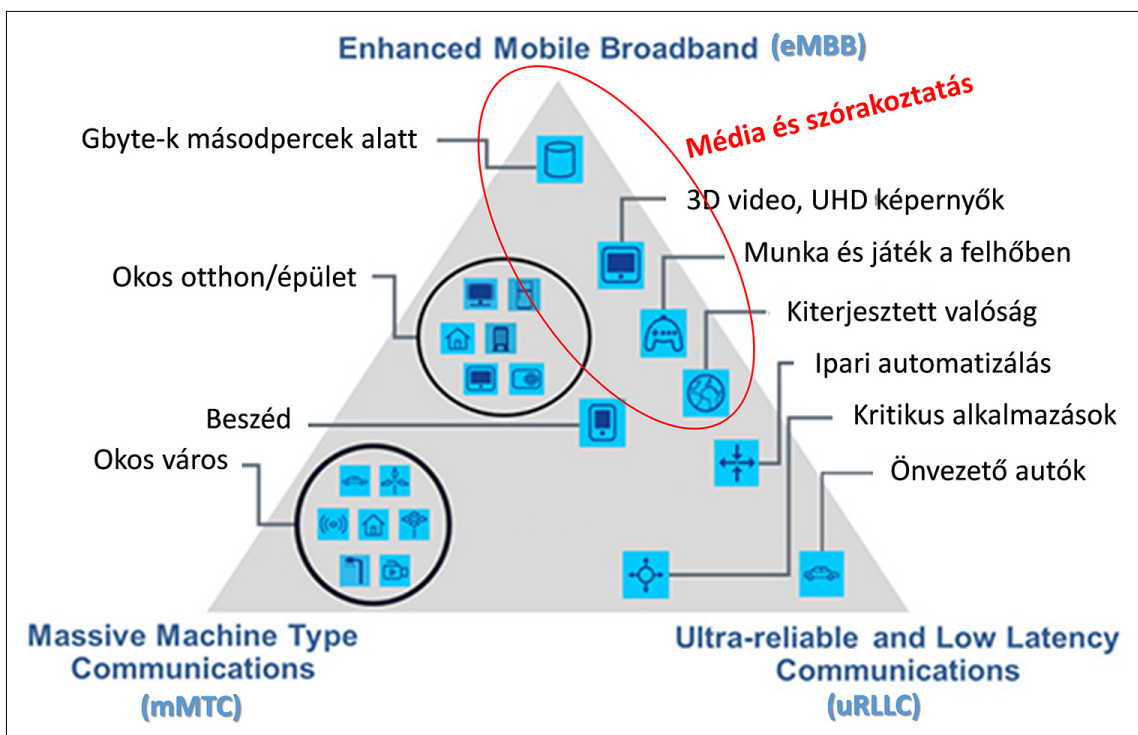 Enhanced Mobile Broadband (eMBB)
Média és szórakoztatás
Gbyte-k másodpercek alatt
3D video, UHD képernyők
Munka és játék a felhőben
Okos otthon/épület
Kiterjesztett valóság
Ipari automatizálás
Beszéd
Kritikus alkalmazások
Okos város
Önvezető autók
Massive Machine Type
Communications
(mMTC)
Ultra-reliable and Low Latency
Communications
(uRLLC)